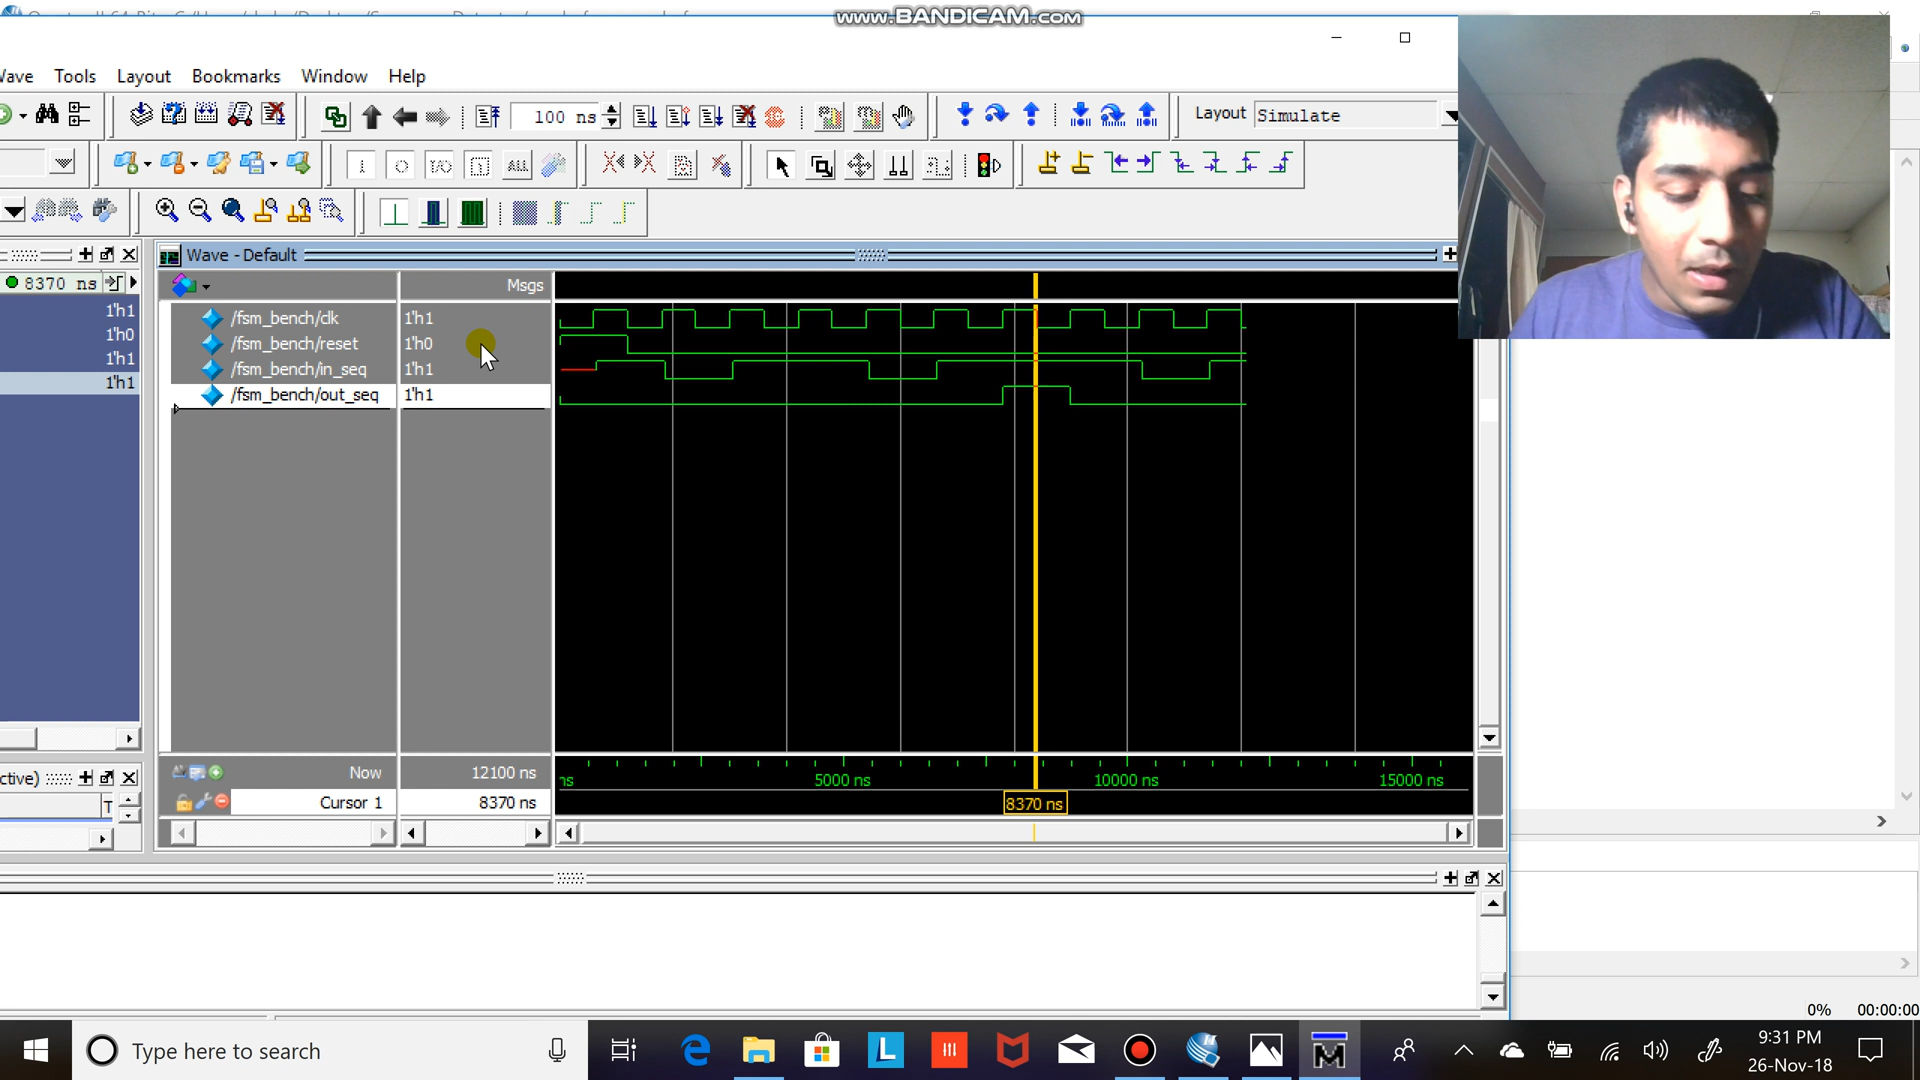 www.BANDICAM.com
Wave Tools Layout Bookmarks Window Help
100 ns
Layout Simulate
ALL
Wave - Default
8370 ns
Msgs
1'h1
1'h0
1'h1
1'h1
/fsm_bench/clk 1'h1
/fsm_bench/reset 1'h0
/fsm_bench/in_seq 1'h1
/fsm_bench/out_seq 1'h1
Now 12100 ns
ns 5000 ns 10000 ns 15000 ns
ctive)
Cursor 1 8370 ns
8370 ns
T
0% 00:00:00
Type here to search
9:31 PM
26-Nov-18